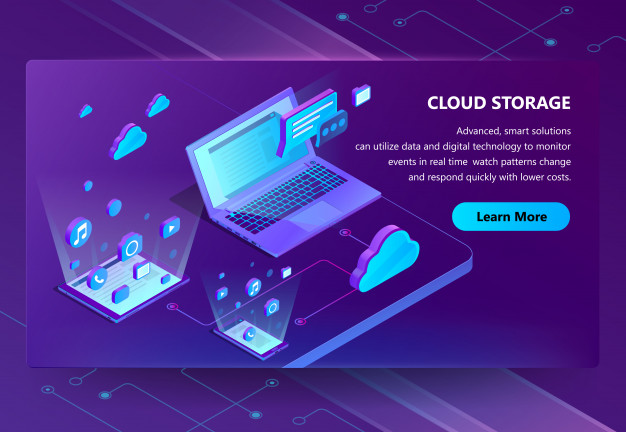 CLOUD STORAGE
Advanced, smart solutions
can utilize data and digital technology to monitor
events in real time watch patterns change
and respond quickly with lower costs.
Learn More